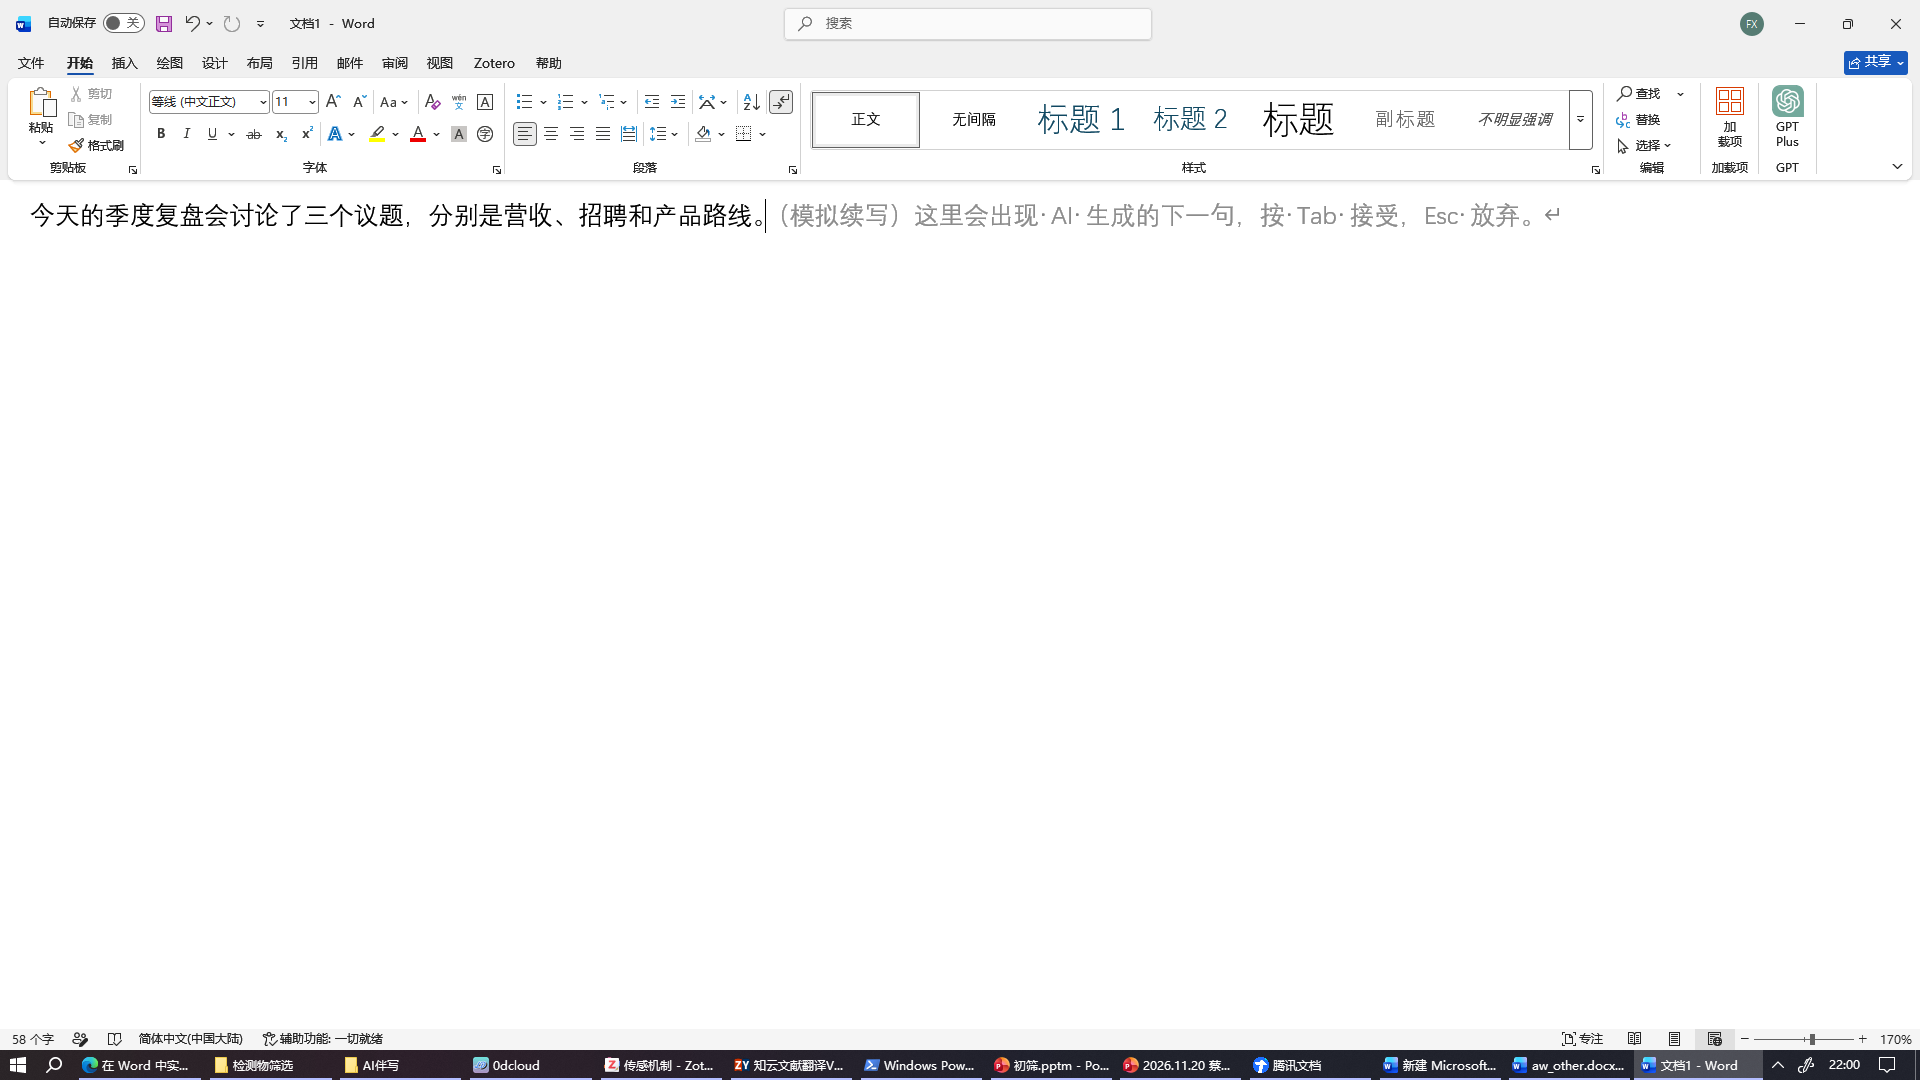 自动保存 关 文档1 - Word 搜索 FX
文件 开始 插入 绘图 设计 布局 引用 邮件 审阅 视图 Zotero 帮助 共享
粘贴 剪切 复制 格式刷 剪贴板
等线 (中文正文) 11 Aa wén 文 A
B I U ab x₂ x² A A A 字 字体
段落
正文 无间隔 标题 1 标题 2 标题 副标题 不明显强调 样式
查找 替换 选择 编辑
加载项 加载项
GPT Plus GPT
今天的季度复盘会讨论了三个议题，分别是营收、招聘和产品路线。（模拟续写）这里会出现·AI·生成的下一句，按·Tab·接受，Esc·放弃。↵
58 个字 简体中文(中国大陆) 辅助功能: 一切就绪 专注 170%
在 Word 中实... 检测物筛选 AI伴写 0dcloud 传感机制 - Zot... 知云文献翻译V... Windows Pow... 初筛.pptm - Po... 2026.11.20 蔡... 腾讯文档 新建 Microsoft... aw_other.docx... 文档1 - Word 22:00